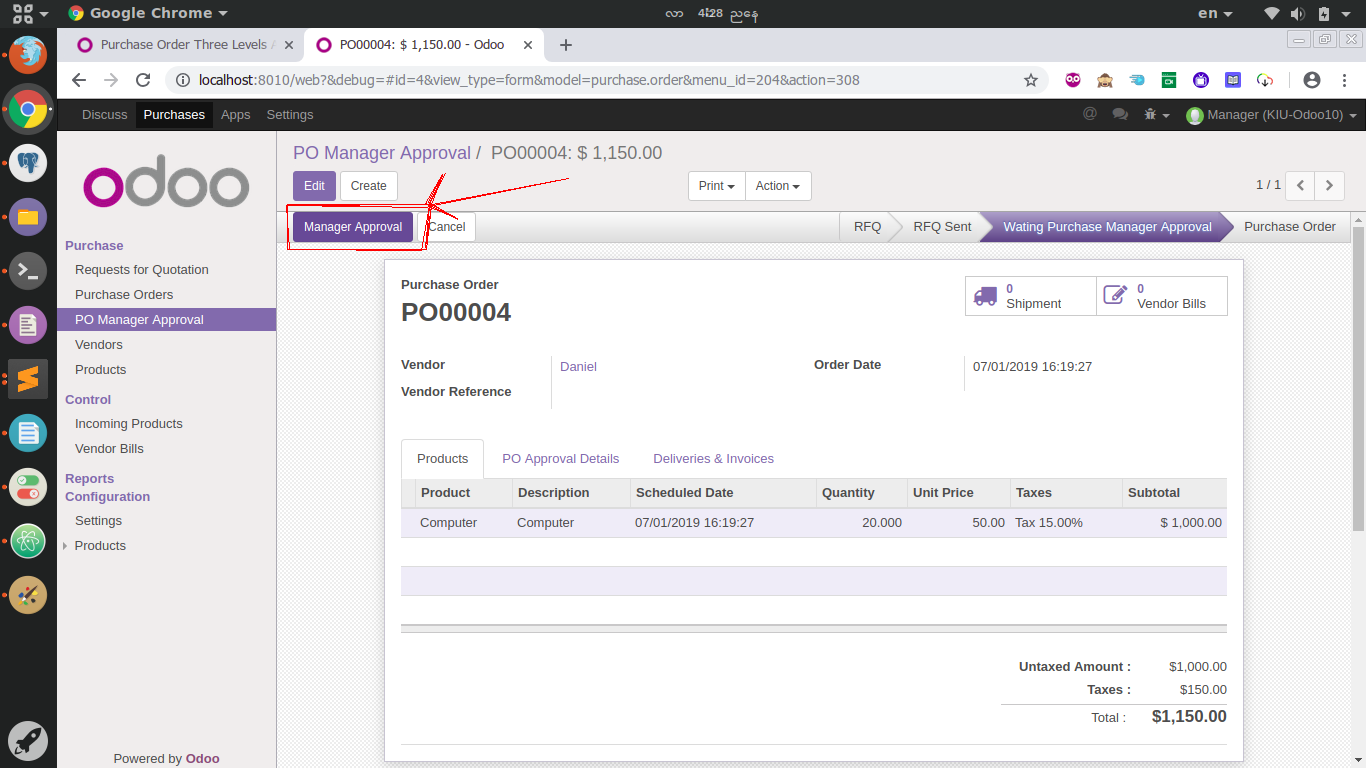 Google Chrome
လာ 4:28 ညနေ
en
Purchase Order Three Levels
PO00004: $ 1,150.00 - Odoo
localhost:8010/web?&debug=#id=4&view_type=form&model=purchase.order&menu_id=204&action=308
Discuss Purchases Apps Settings
@ Manager (KIU-Odoo10)
odoo
PO Manager Approval / PO00004: $ 1,150.00
Edit Create
Print Action
1 / 1
Manager Approval Cancel
RFQ RFQ Sent Wating Purchase Manager Approval Purchase Order
Purchase
Requests for Quotation
Purchase Orders
PO Manager Approval
Vendors
Products
Control
Incoming Products
Vendor Bills
Reports
Configuration
Settings
Products
Powered by Odoo
Purchase Order
PO00004
0
Shipment
0
Vendor Bills
Vendor Daniel
Vendor Reference
Order Date 07/01/2019 16:19:27
Products PO Approval Details Deliveries & Invoices
Product Description Scheduled Date Quantity Unit Price Taxes Subtotal
Computer Computer 07/01/2019 16:19:27 20.000 50.00 Tax 15.00% $ 1,000.00
Untaxed Amount : $1,000.00
Taxes : $150.00
Total : $1,150.00